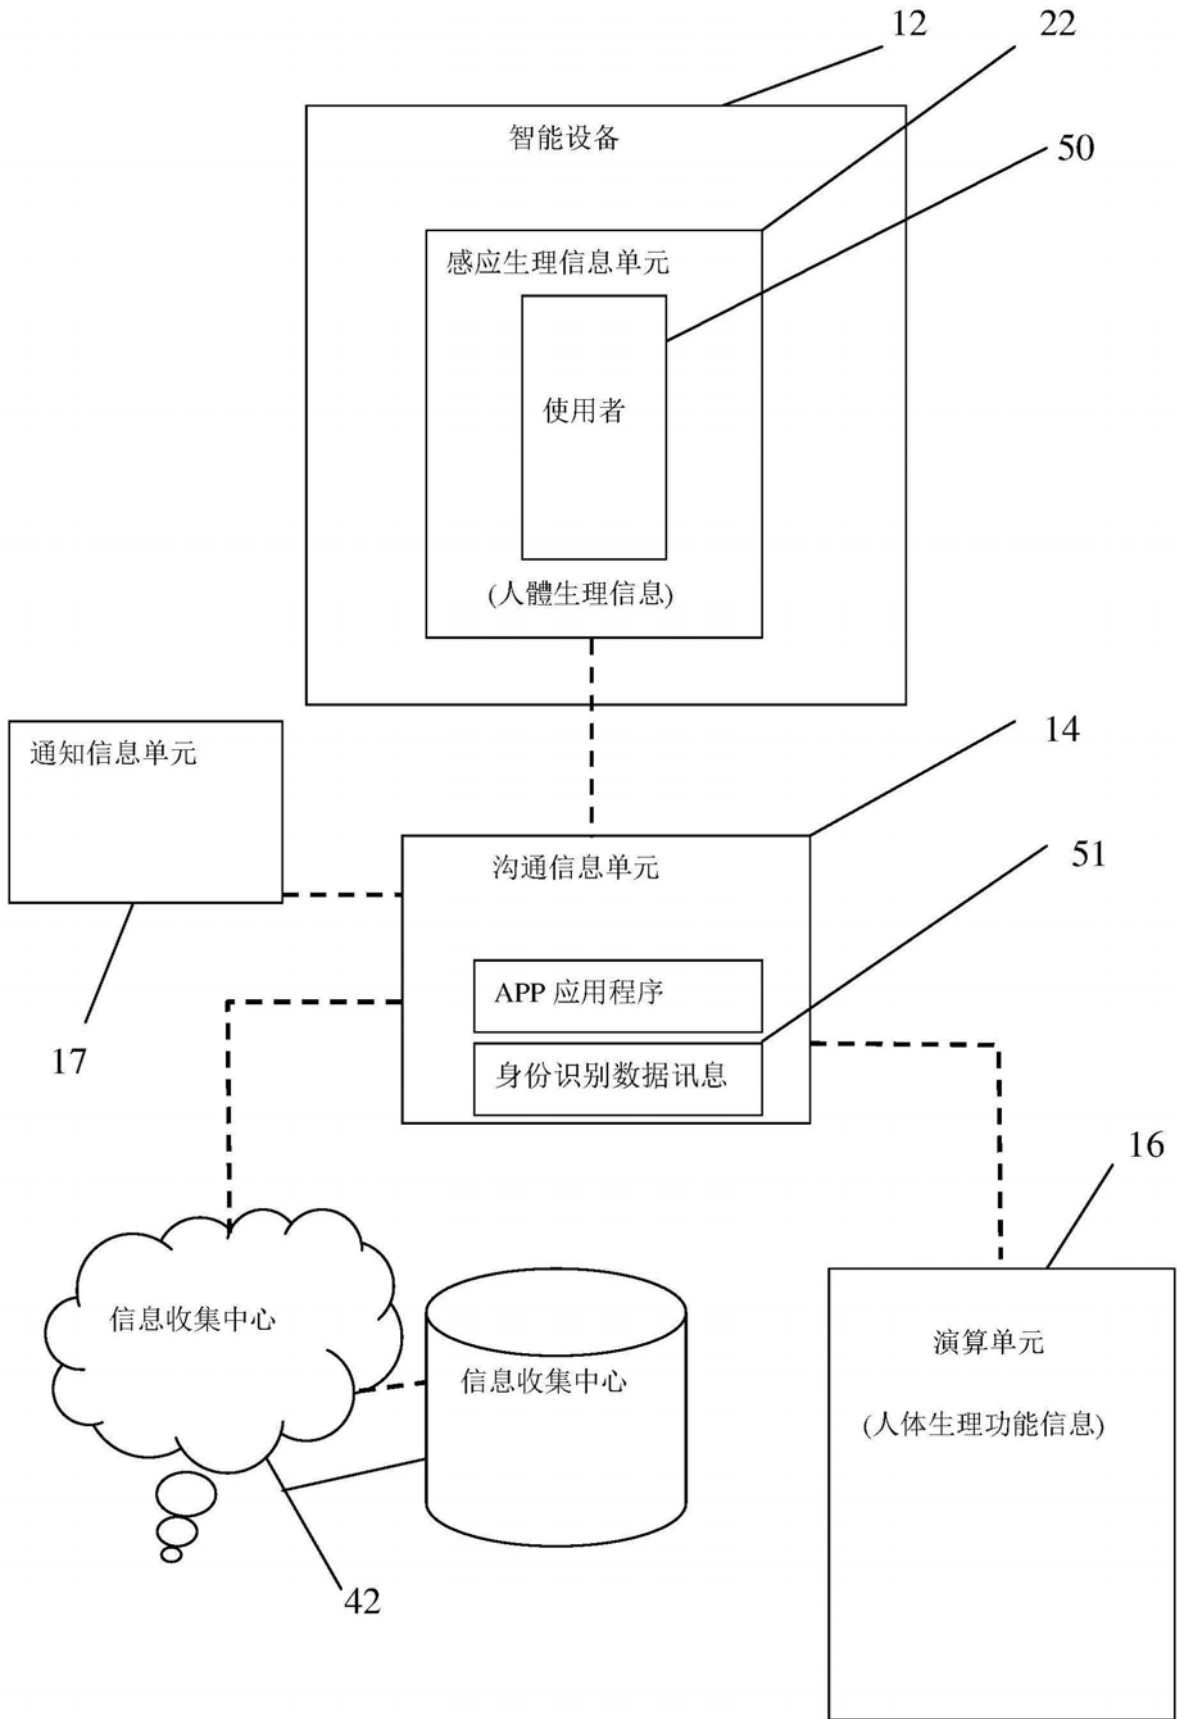 12
22
智能设备
50
感应生理信息单元
使用者
(人體生理信息)
14
通知信息单元
51
沟通信息单元
APP 应用程序
17
身份识别数据讯息
16
信息收集中心
演算单元
信息收集中心
(人体生理功能信息)
42